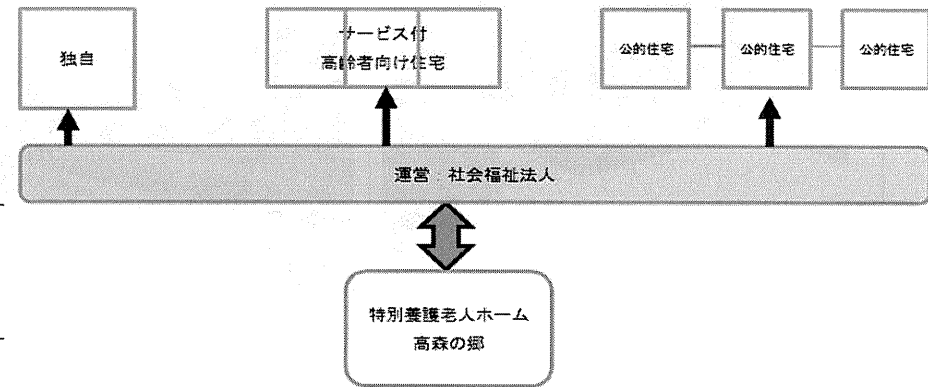 独自
サービス付
高齢者向け住宅
公的住宅
公的住宅
公的住宅
運営：社会福祉法人
特別養護老人ホーム
高森の郷